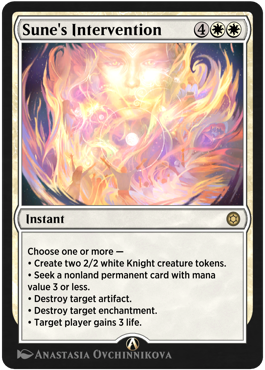 Sune's Intervention 4
Instant
Choose one or more —
• Create two 2/2 white Knight creature tokens.
• Seek a nonland permanent card with mana
value 3 or less.
• Destroy target artifact.
• Destroy target enchantment.
• Target player gains 3 life.
Anastasia Ovchinnikova